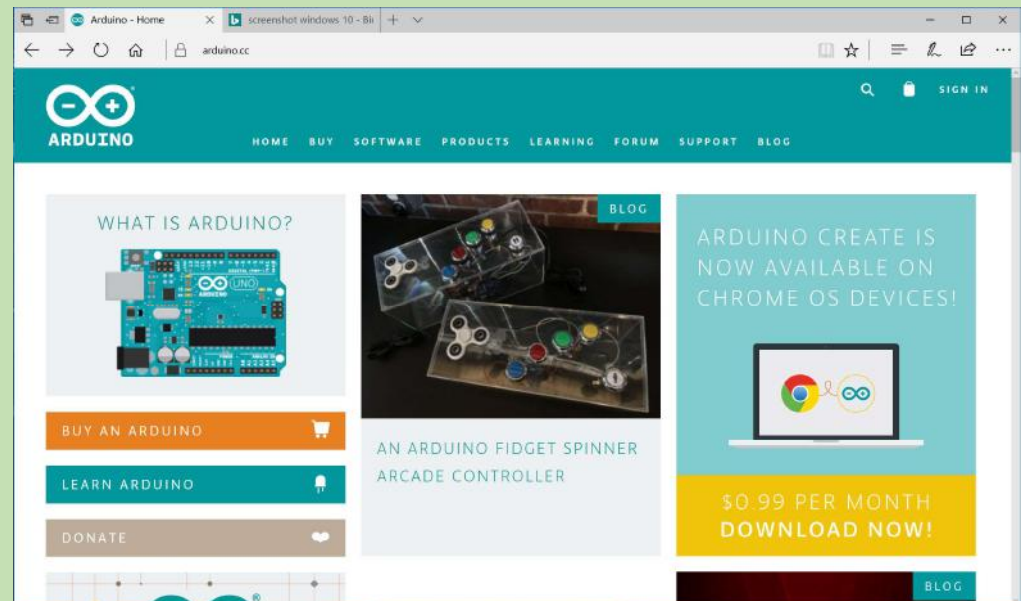 Arduino - Home
screenshot windows 10 - Bi
arduino.cc
SIGN IN
ARDUINO
HOME BUY SOFTWARE PRODUCTS LEARNING FORUM SUPPORT BLOG
WHAT IS ARDUINO?
UNO
ARDUINO
BUY AN ARDUINO
LEARN ARDUINO
DONATE
BLOG
AN ARDUINO FIDGET SPINNER
ARCADE CONTROLLER
ARDUINO CREATE IS
NOW AVAILABLE ON
CHROME OS DEVICES!
$0.99 PER MONTH
DOWNLOAD NOW!
BLOG